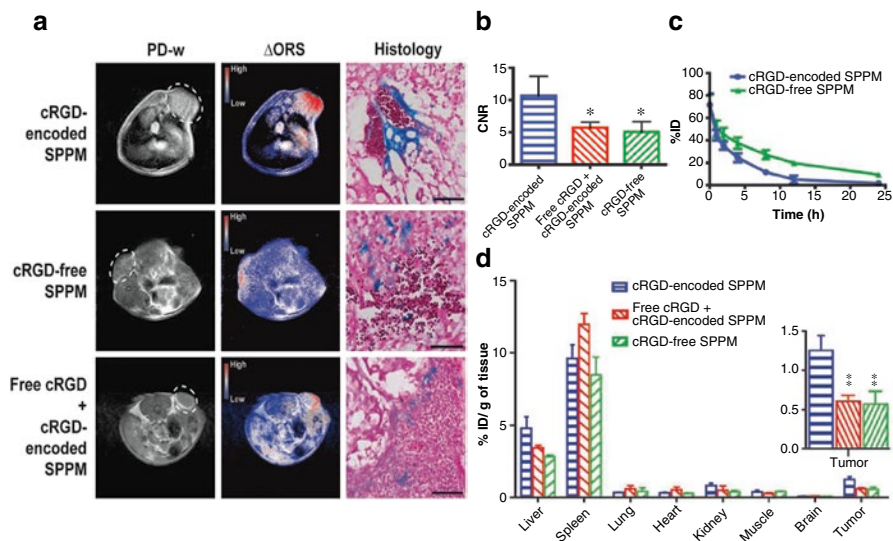 a
PD-w
ΔORS
Histology
cRGD-
encoded
SPPM
High
Low
cRGD-free
SPPM
High
Low
Free cRGD
+
cRGD-
encoded
SPPM
High
Low
b
CNR
15
10
5
0
*
*
cRGD-encoded
SPPM
Free cRGD +
cRGD-encoded
SPPM
cRGD-free
SPPM
c
%ID
100
80
60
40
20
0
0
5
10
15
20
25
Time (h)
cRGD-encoded SPPM
cRGD-free SPPM
d
% ID/ g of tissue
15
10
5
0
cRGD-encoded SPPM
Free cRGD +
cRGD-encoded SPPM
cRGD-free SPPM
Liver
Spleen
Lung
Heart
Kidney
Muscle
Brain
Tumor
1.5
1.0
0.5
0.0
**
**
Tumor